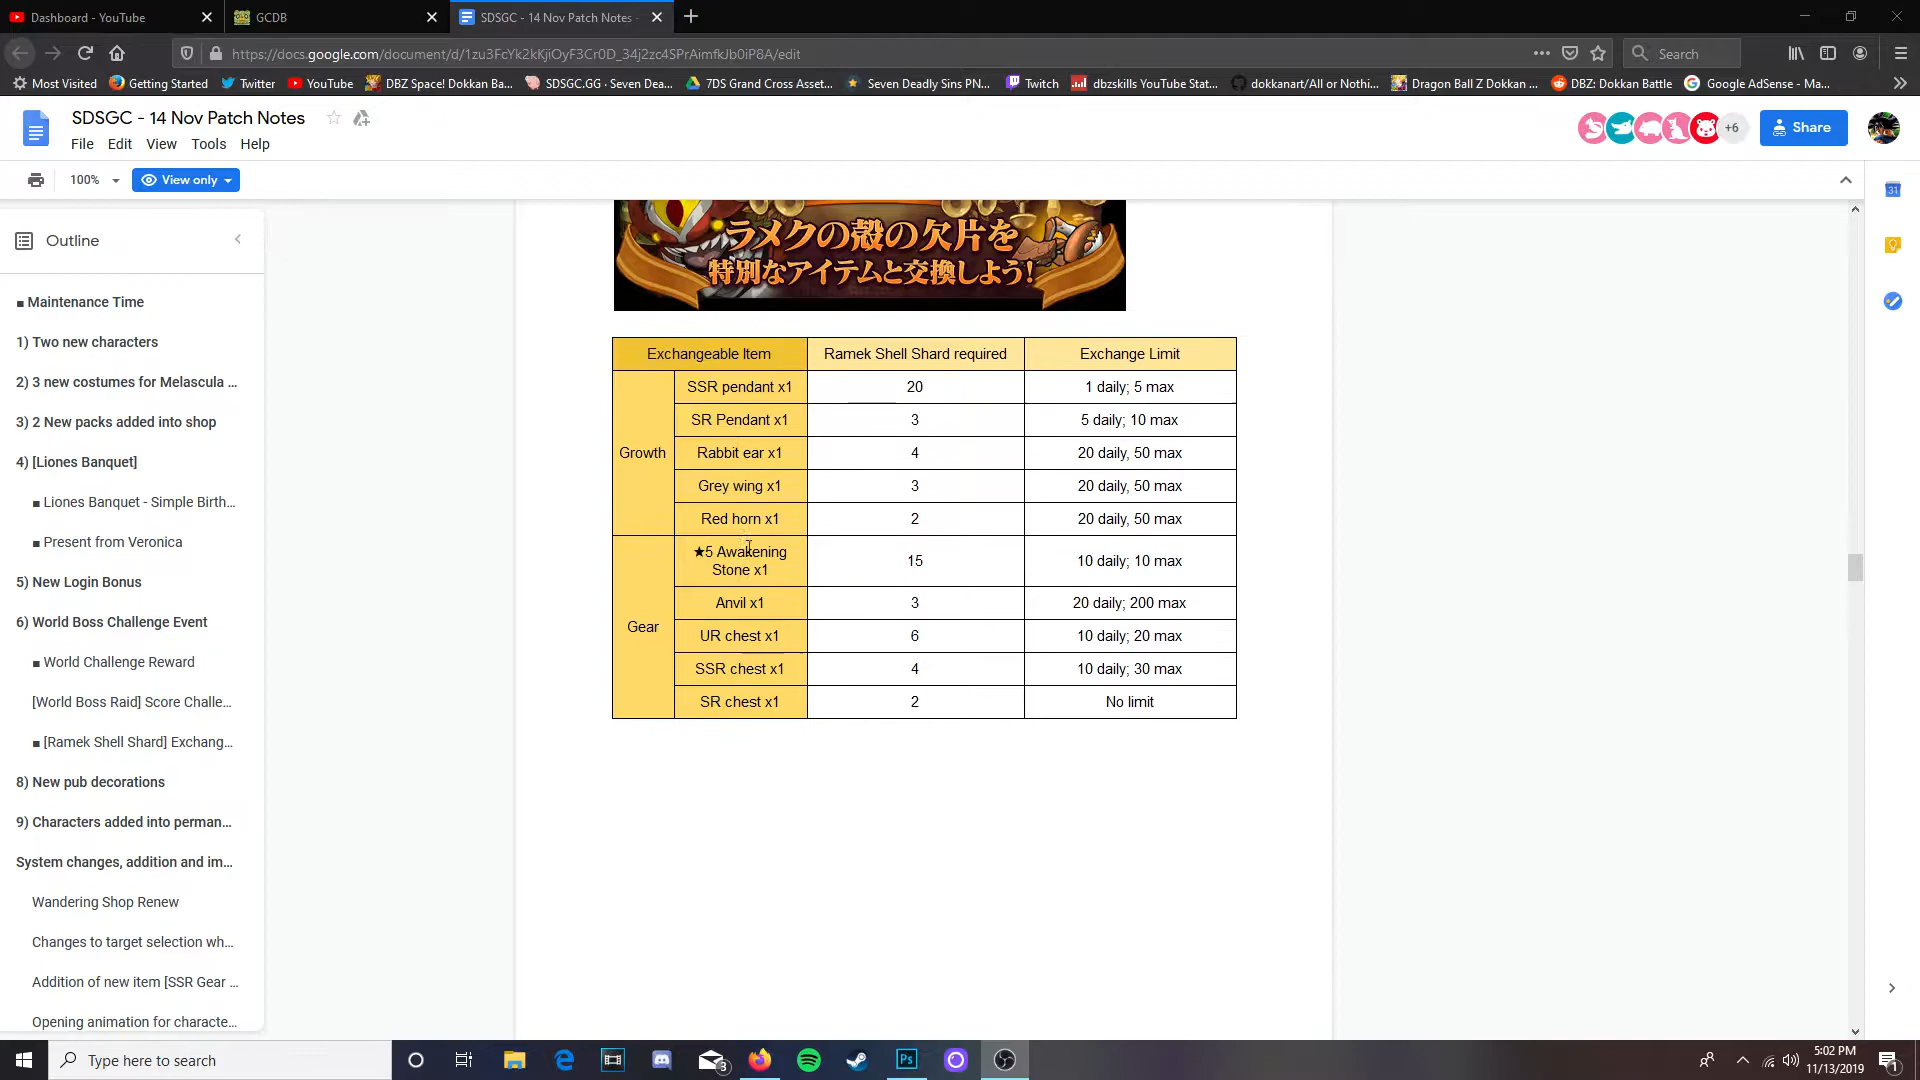 Dashboard - YouTube
GCDB
SDSGC - 14 Nov Patch Notes -
https://docs.google.com/document/d/1zu3FcYk2kKjiOyF3Cr0D_34j2zc4SPrAimfkJb0iP8A/edit
Search
Most Visited
Getting Started
Twitter
YouTube
DBZ Space! Dokkan Ba...
SDSGC.GG - Seven Dea...
7DS Grand Cross Asset...
Seven Deadly Sins PN...
Twitch
dbzskills YouTube Stat...
dokkanart/All or Nothi...
Dragon Ball Z Dokkan ...
DBZ: Dokkan Battle
Google AdSense - Ma...
SDSGC - 14 Nov Patch Notes
File Edit View Tools Help
+6
Share
100%
View only
31
Outline
■ Maintenance Time
1) Two new characters
2) 3 new costumes for Melascula ...
3) 2 New packs added into shop
4) [Liones Banquet]
■ Liones Banquet - Simple Birth...
■ Present from Veronica
5) New Login Bonus
6) World Boss Challenge Event
■ World Challenge Reward
[World Boss Raid] Score Challe...
■ [Ramek Shell Shard] Exchang...
8) New pub decorations
9) Characters added into perman...
System changes, addition and im...
Wandering Shop Renew
Changes to target selection wh...
Addition of new item [SSR Gear ...
Opening animation for characte...
ラメクの殻の欠片を
特別なアイテムと交換しよう!
Exchangeable Item Ramek Shell Shard required Exchange Limit
Growth
SSR pendant x1 20 1 daily; 5 max
SR Pendant x1 3 5 daily; 10 max
Rabbit ear x1 4 20 daily, 50 max
Grey wing x1 3 20 daily, 50 max
Red horn x1 2 20 daily, 50 max
Gear
★5 Awakening
Stone x1 15 10 daily; 10 max
Anvil x1 3 20 daily; 200 max
UR chest x1 6 10 daily; 20 max
SSR chest x1 4 10 daily; 30 max
SR chest x1 2 No limit
Type here to search
3
Ps
5:02 PM
11/13/2019
1